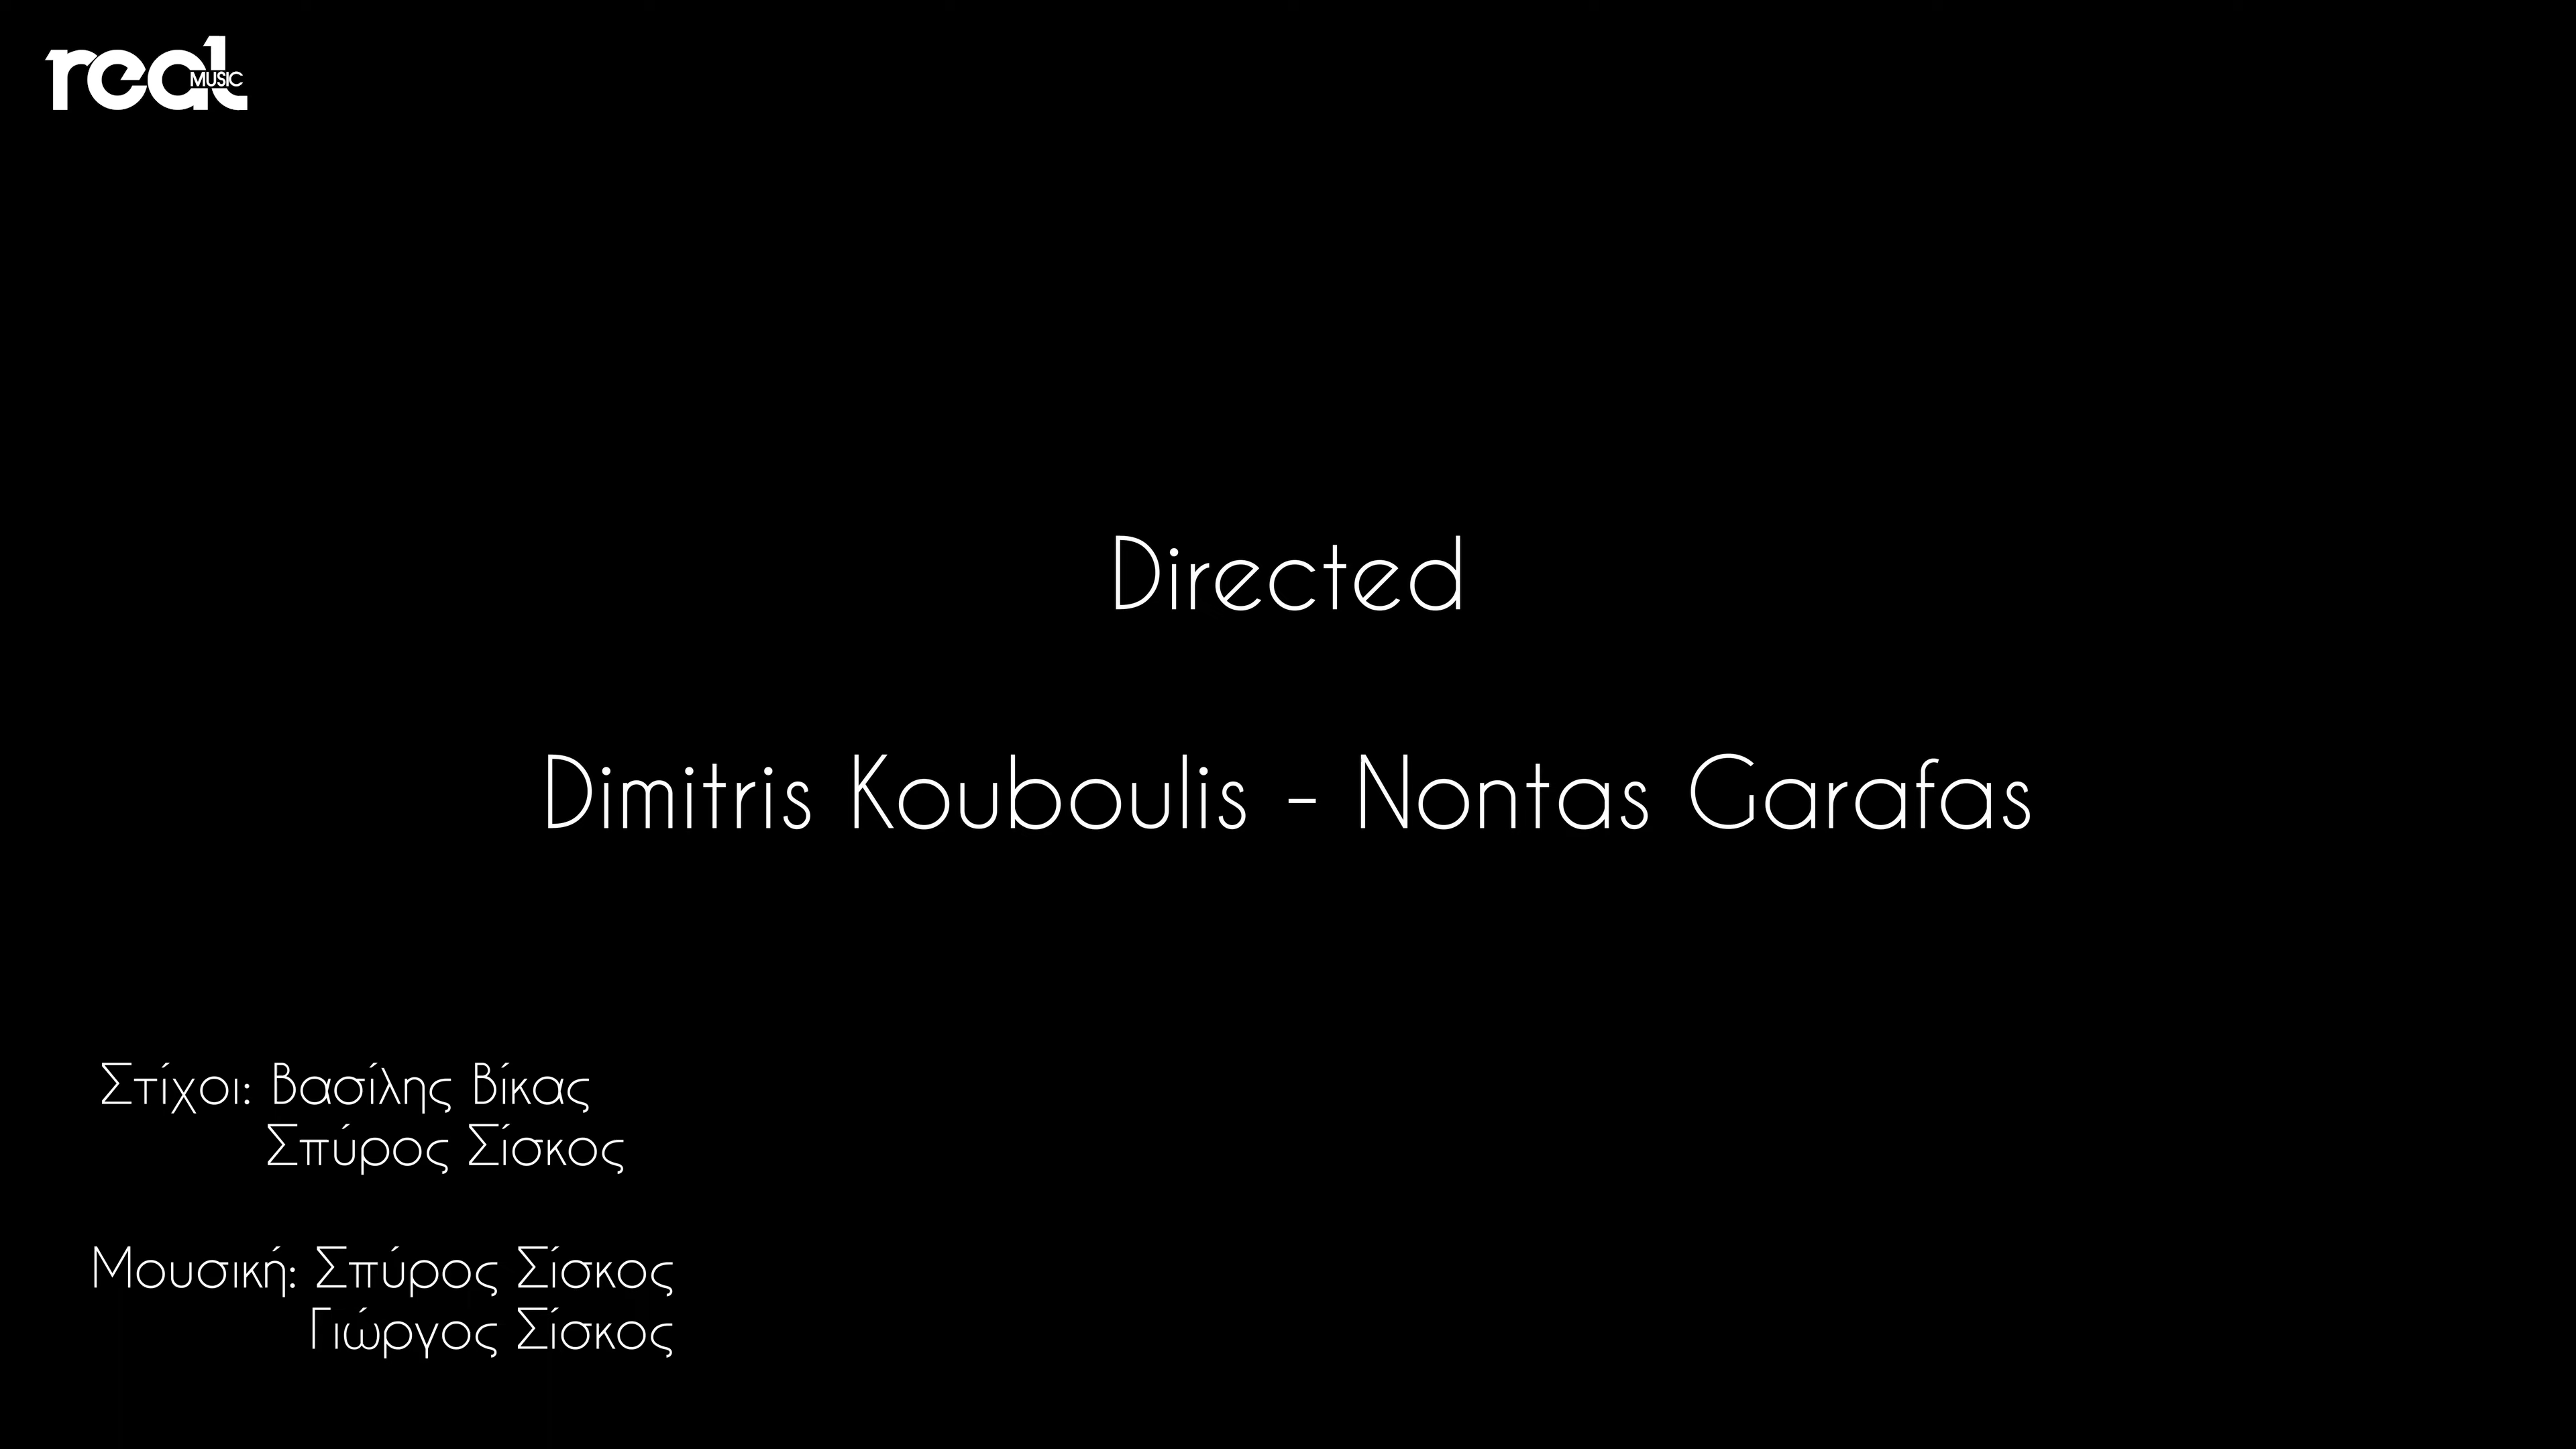 real
MUSIC
Directed
Dimitris Kouboulis - Nontas Garafas
Στίχοι: Βασίλης Βίκας
Σπύρος Σίσκος
Μουσική: Σπύρος Σίσκος
Γιώργος Σίσκος